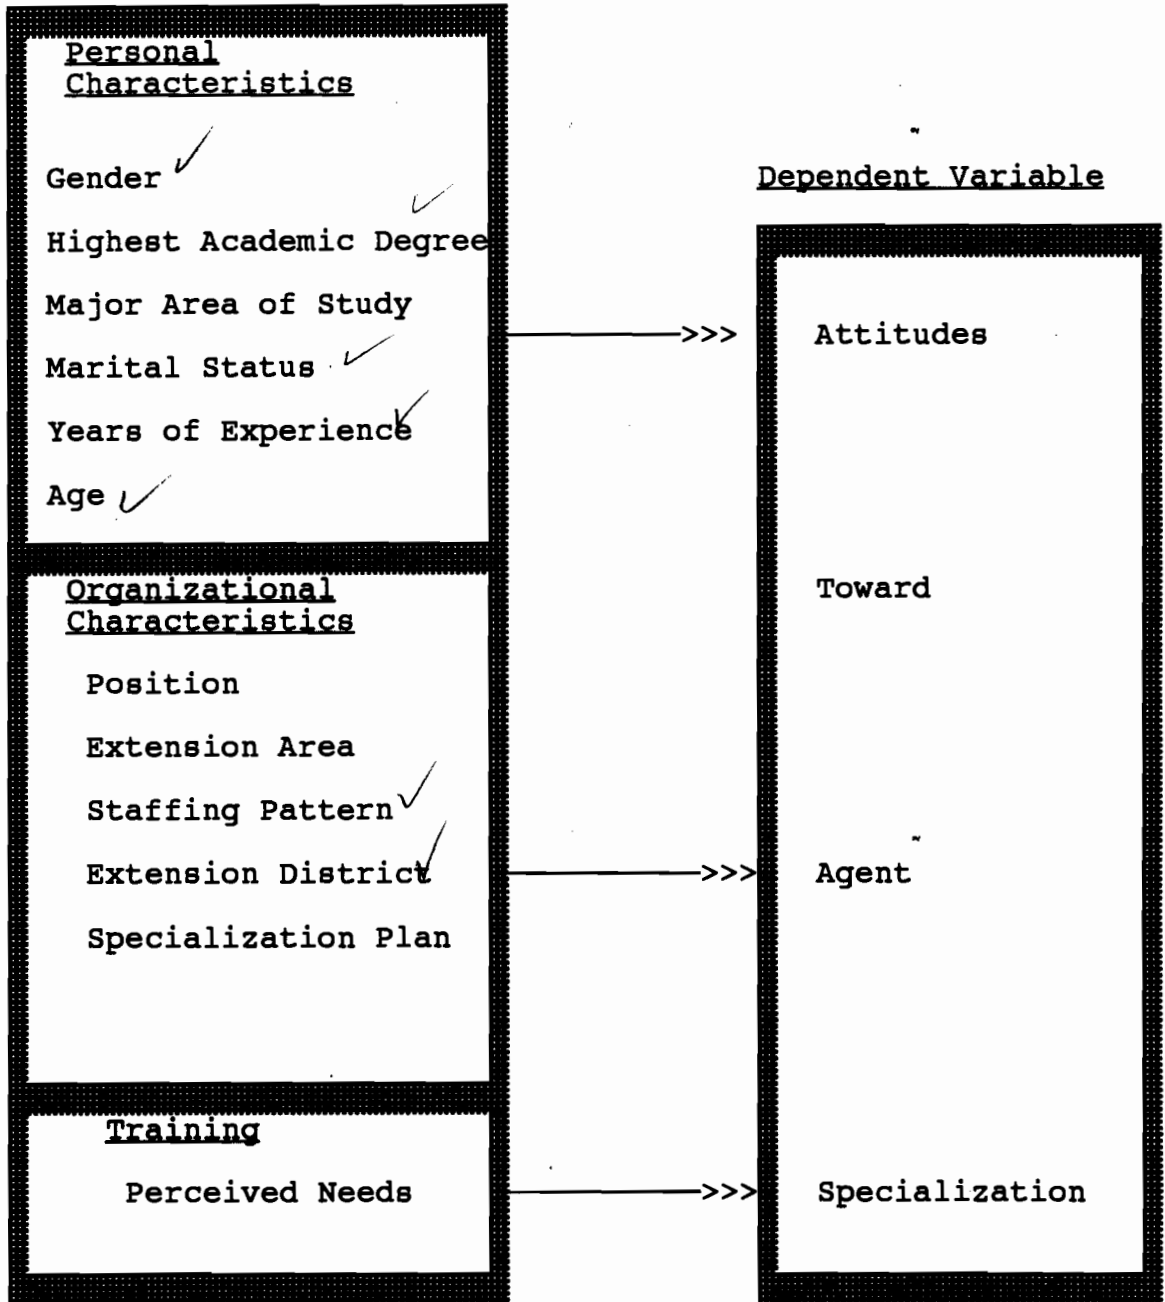 Personal
Characteristics
Gender
Highest Academic Degree
Major Area of Study
Marital Status
Years of Experience
Age
Organizational
Characteristics
Position
Extension Area
Staffing Pattern
Extension District
Specialization Plan
Training
Perceived Needs
>>>
>>>
>>>
Dependent Variable
Attitudes
Toward
Agent
Specialization